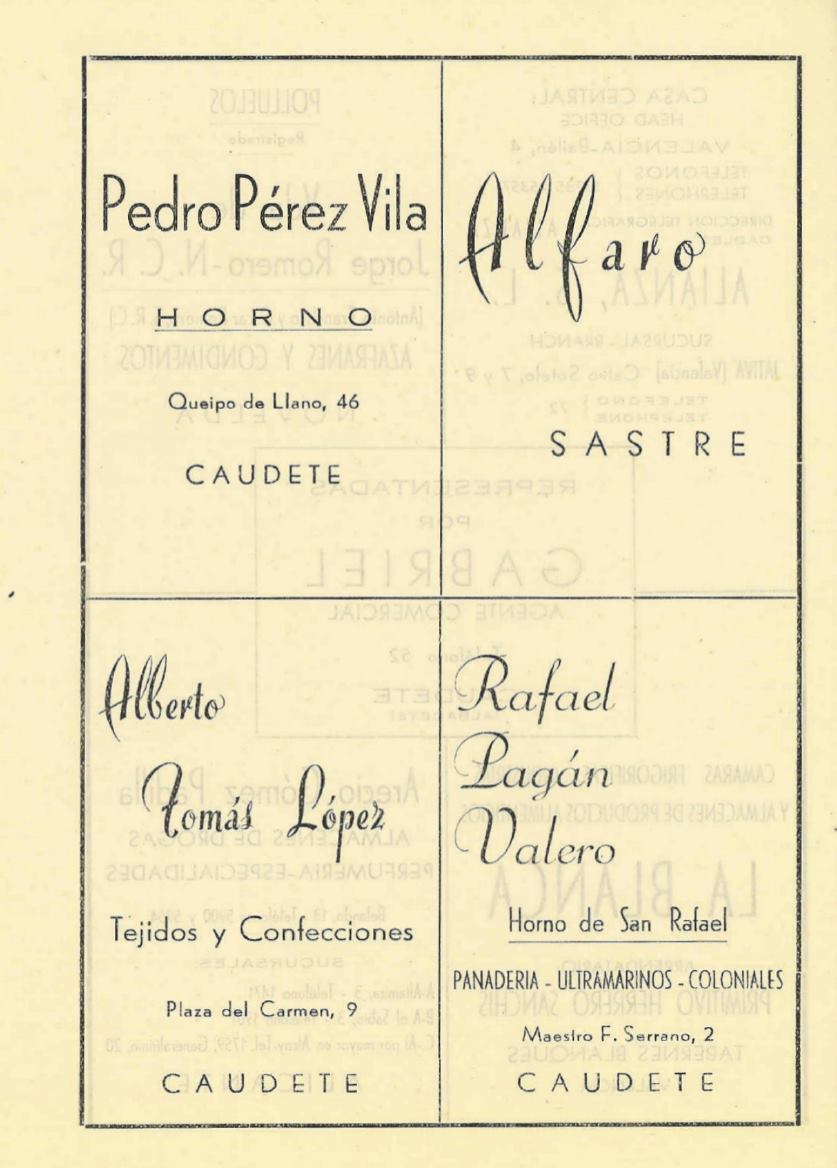 Pedro Pérez Vila
HORNO
Queipo de Llano, 46
CAUDETE
Alfaro
SASTRE
Alberto
Tomás López
Tejidos y Confecciones
Plaza del Carmen, 9
CAUDETE
Rafael
Pagán
Valero
Horno de San Rafael
PANADERIA - ULTRAMARINOS - COLONIALES
Maestro F. Serrano, 2
CAUDETE